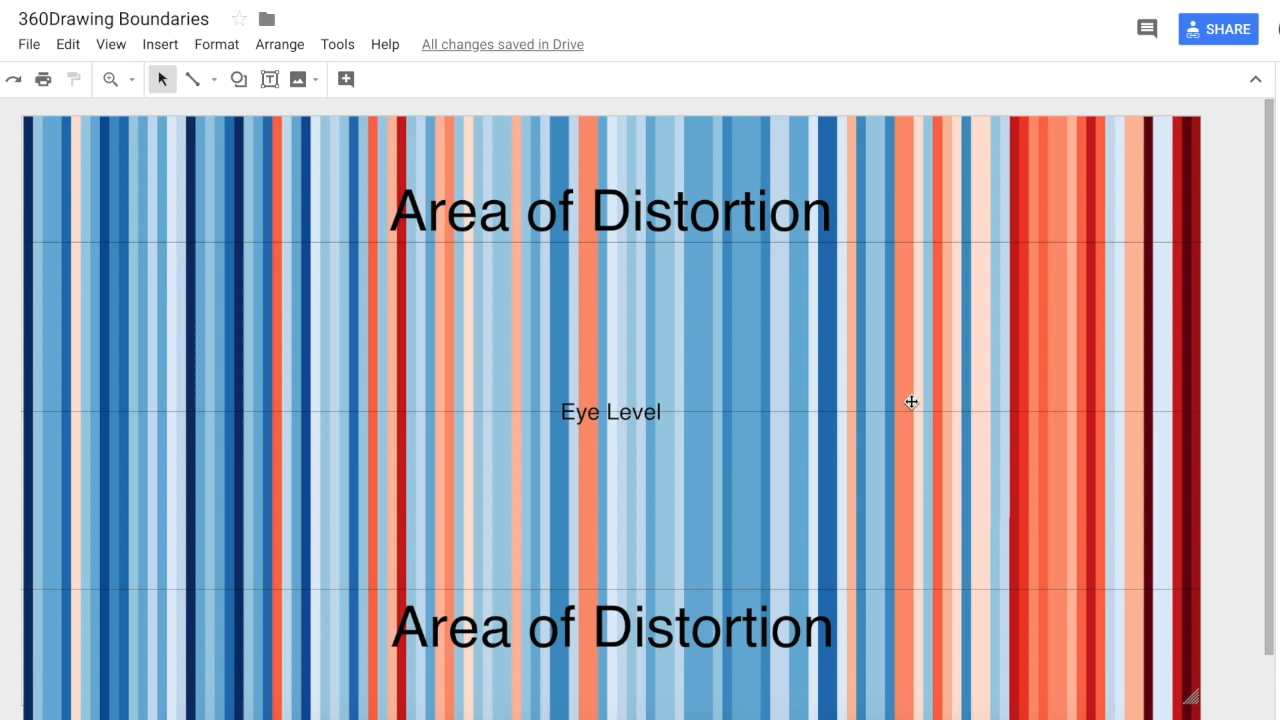 360Drawing Boundaries
File Edit View Insert Format Arrange Tools Help All changes saved in Drive
SHARE
Area of Distortion
Eye Level
Area of Distortion